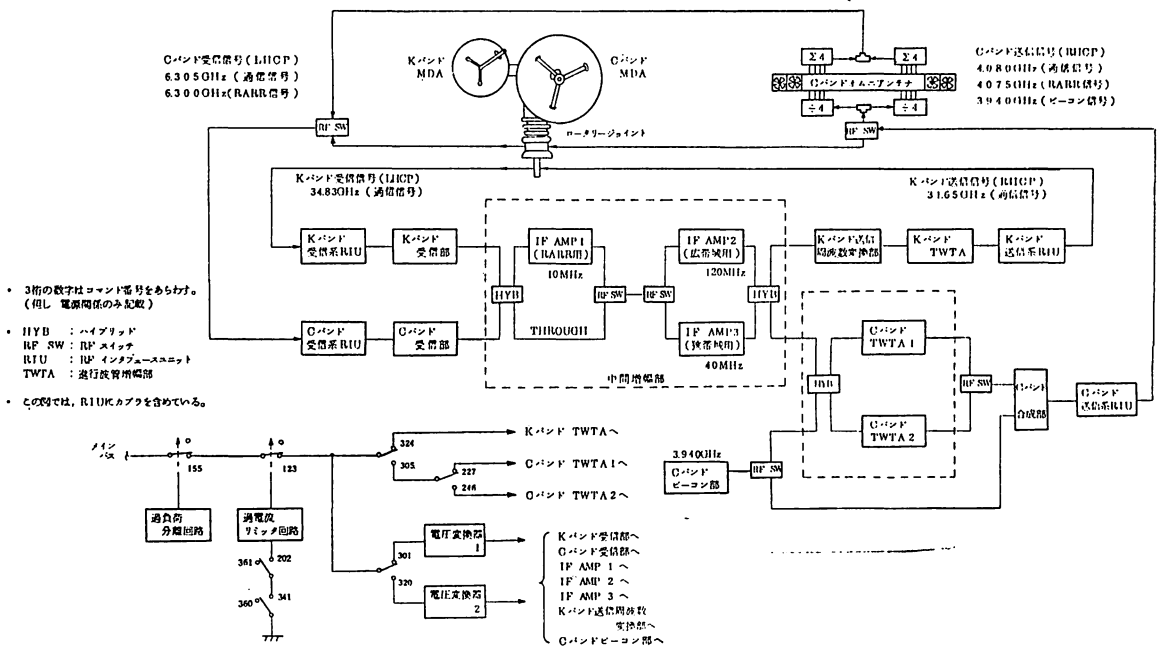 Cバンド受信信号(LHCP)
6.305GHz ( 通信信号)
6.300GHz(RARR信号)
Kバンド
MDA
Cバンド
MDA
Σ4
Σ4
Cバンドオムニアンテナ
÷4
÷4
Cバンド送信信号(RHCP)
4.080GHz(通信信号)
4.075GHz(RARR信号)
3.940GHz(ビーコン信号)
RF SW
ロータリージョイント
RF SW
Kバンド受信信号(LHCP)
34.83GHz ( 通信信号)
Kバンド送信信号(RHCP)
31.65GHz ( 通信信号)
Kバンド
受信系RIU
Kバンド
受信部
IF AMP1
(RARR用)
10MHz
IF AMP2
(広帯域用)
120MHz
Kバンド送信
周波数変換部
Kバンド
TWTA
Kバンド
送信系RIU
HYB
RF SW
RF SW
HYB
THROUGH
Cバンド
受信系RIU
Cバンド
受信部
IF AMP3
(狭帯域用)
40MHz
中間増幅部
Cバンド
TWTA 1
HYB
RF SW
Cバンド
合成部
Cバンド
送信系RIU
Cバンド
TWTA 2
3.940GHz
Cバンド
ビーコン部
RF SW
・ 3桁の数字はコマンド番号をあらわす。
(但し 電源関係のみ記載)
・ HYB : ハイブリッド
RF SW : RF スイッチ
RIU : RF インタフェースユニット
TWTA : 進行波管増幅部
・ この図では, RIUにカプラを含めている。
メイン
バス
155
123
324
305
227
246
Kバンド TWTAへ
Cバンド TWTA1へ
Cバンド TWTA2へ
過負荷
分離回路
過電流
リミッタ回路
361
202
360
341
301
320
電圧変換器
1
電圧変換器
2
Kバンド受信部へ
Cバンド受信部へ
IF AMP 1 へ
IF AMP 2 へ
IF AMP 3 へ
Kバンド送信周波数
変換部へ
Cバンドビーコン部へ